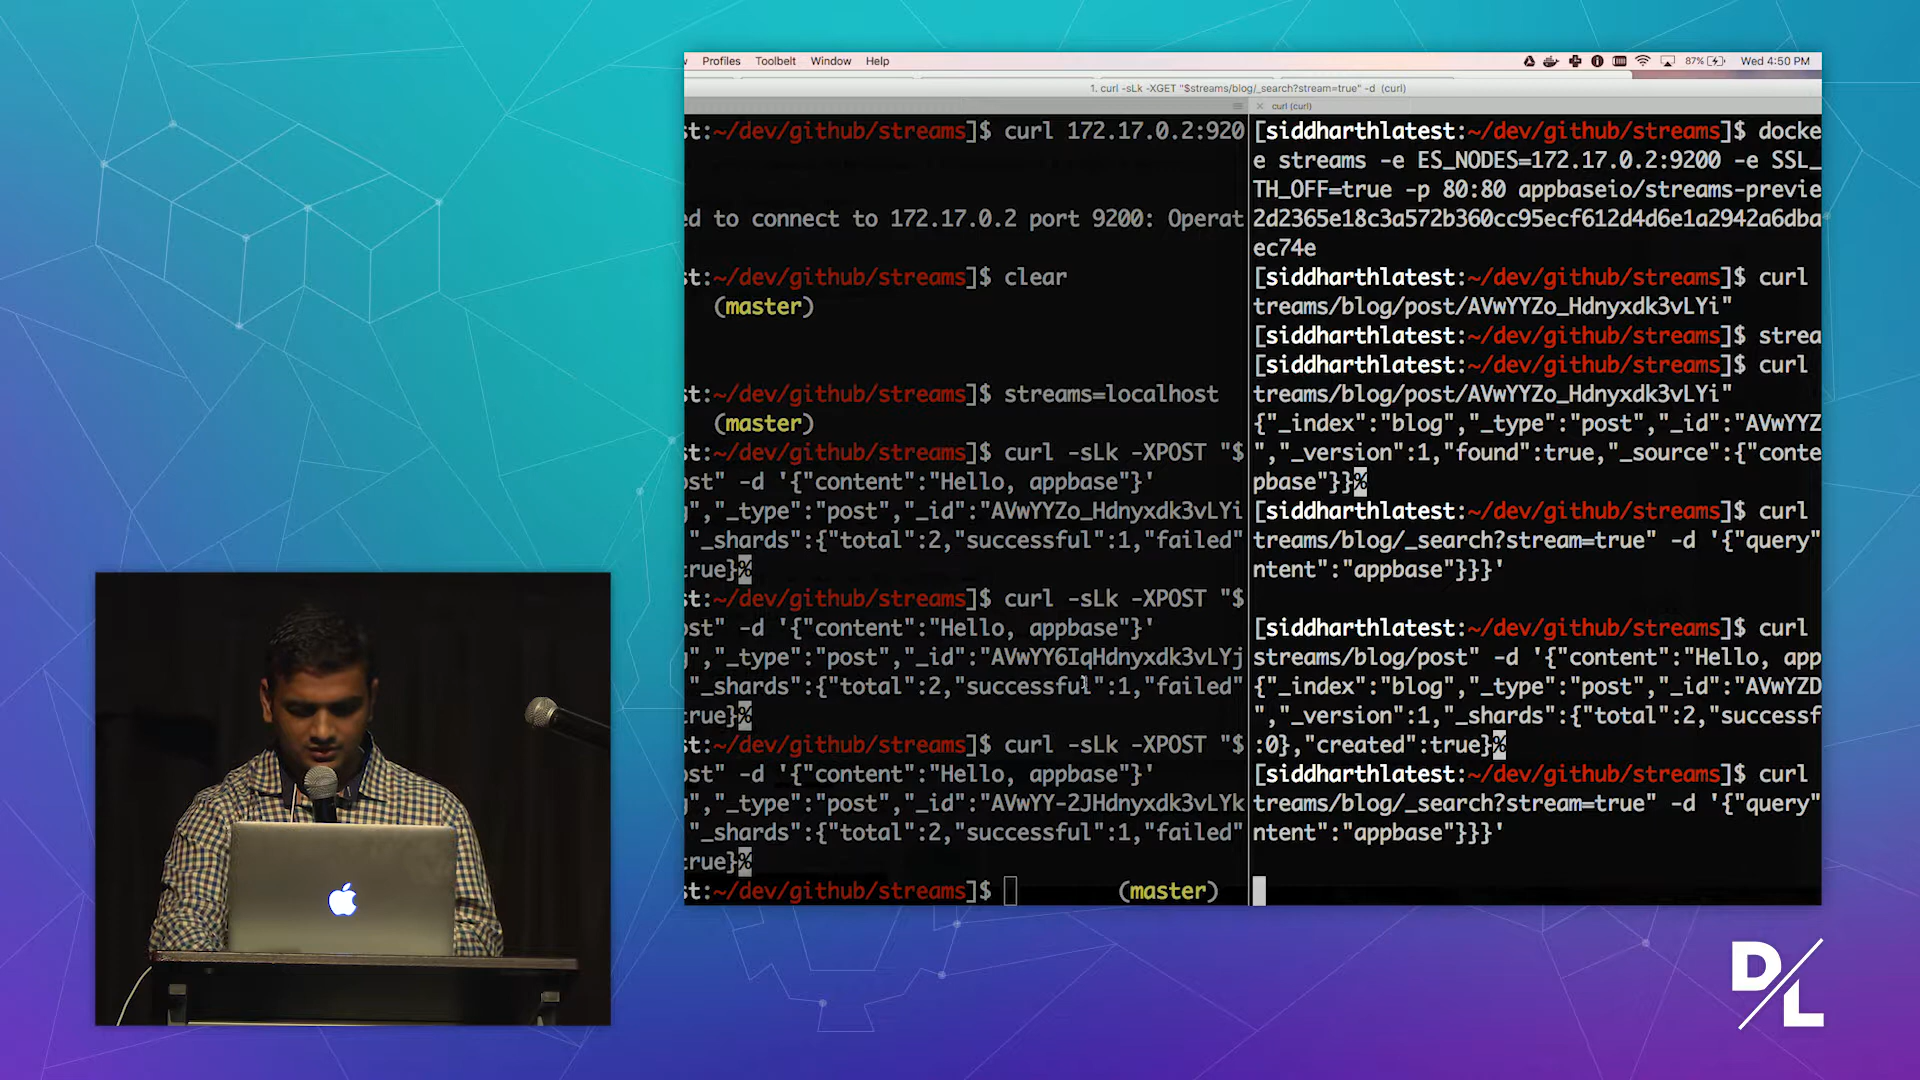 Profiles Toolbelt Window Help
87% Wed 4:50 PM
1. curl -sLk -XGET "$streams/blog/_search?stream=true" -d (curl)
curl (curl)
st:~/dev/github/streams]$ curl 172.17.0.2:920
ed to connect to 172.17.0.2 port 9200: Operat
st:~/dev/github/streams]$ clear
(master)
st:~/dev/github/streams]$ streams=localhost
(master)
st:~/dev/github/streams]$ curl -sLk -XPOST "$
ost" -d '{"content":"Hello, appbase"}'
g","_type":"post","_id":"AVwYYZo_Hdnyxdk3vLYi
"_shards":{"total":2,"successful":1,"failed"
rue}%
st:~/dev/github/streams]$ curl -sLk -XPOST "$
ost" -d '{"content":"Hello, appbase"}'
g","_type":"post","_id":"AVwYY6IqHdnyxdk3vLYj
"_shards":{"total":2,"successful":1,"failed"
rue}%
st:~/dev/github/streams]$ curl -sLk -XPOST "$
ost" -d '{"content":"Hello, appbase"}'
g","_type":"post","_id":"AVwYY-2JHdnyxdk3vLYk
"_shards":{"total":2,"successful":1,"failed"
rue}%
st:~/dev/github/streams]$ (master)
[siddharthlatest:~/dev/github/streams]$ docke
e streams -e ES_NODES=172.17.0.2:9200 -e SSL_
TH_OFF=true -p 80:80 appbaseio/streams-previe
2d2365e18c3a572b360cc95ecf612d4d6e1a2942a6dba
ec74e
[siddharthlatest:~/dev/github/streams]$ curl
treams/blog/post/AVwYYZo_Hdnyxdk3vLYi"
[siddharthlatest:~/dev/github/streams]$ strea
[siddharthlatest:~/dev/github/streams]$ curl
treams/blog/post/AVwYYZo_Hdnyxdk3vLYi"
{"_index":"blog","_type":"post","_id":"AVwYYZ
","_version":1,"found":true,"_source":{"conte
pbase"}}%
[siddharthlatest:~/dev/github/streams]$ curl
treams/blog/_search?stream=true" -d '{"query"
ntent":"appbase"}}}'
[siddharthlatest:~/dev/github/streams]$ curl
streams/blog/post" -d '{"content":"Hello, app
{"_index":"blog","_type":"post","_id":"AVwYZD
","_version":1,"_shards":{"total":2,"successf
:0},"created":true}%
[siddharthlatest:~/dev/github/streams]$ curl
treams/blog/_search?stream=true" -d '{"query"
ntent":"appbase"}}}'
D/L